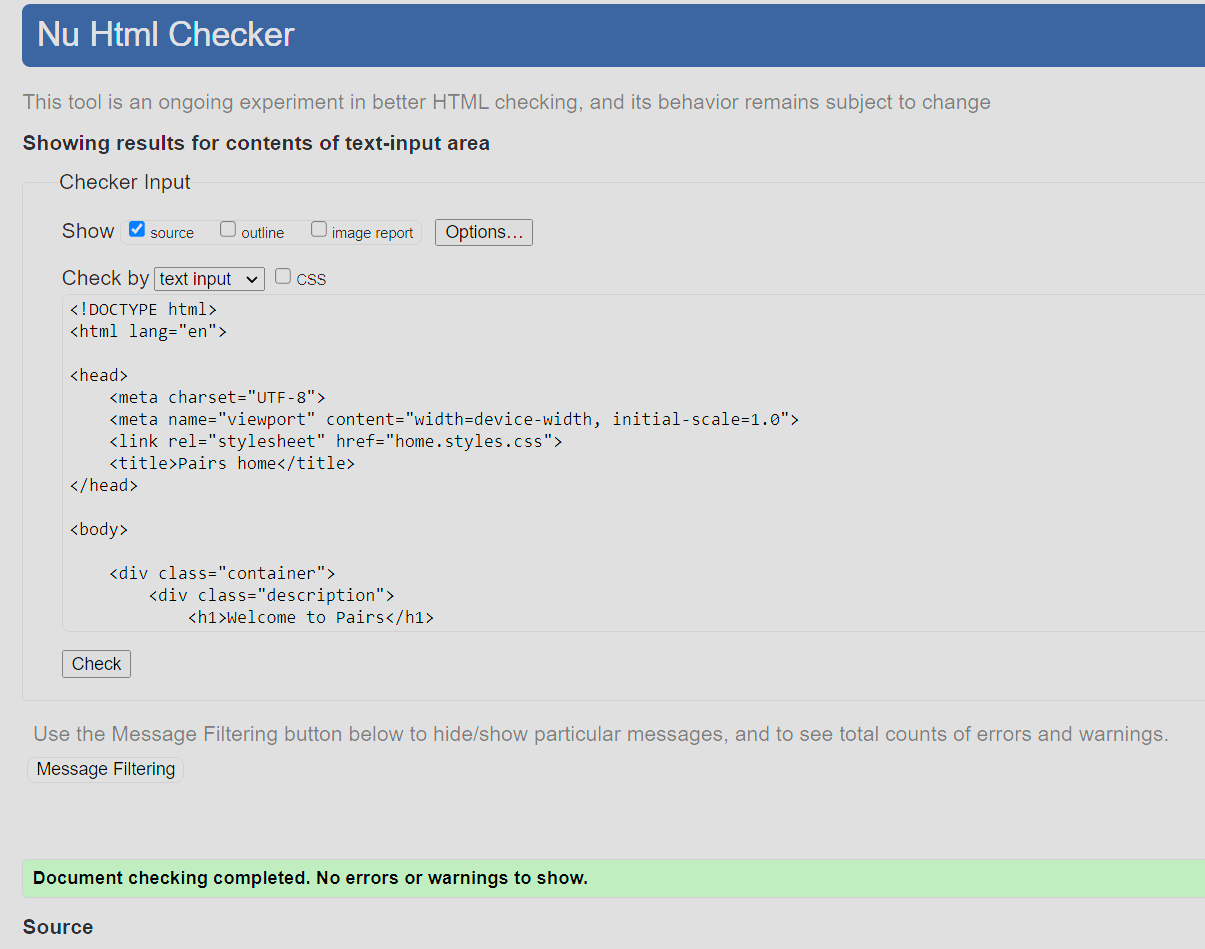 Nu Html Checker
This tool is an ongoing experiment in better HTML checking, and its behavior remains subject to change
Showing results for contents of text-input area
Checker Input
Show source outline image report Options...
Check by text input CSS
<!DOCTYPE html>
<html lang="en">
<head>
    <meta charset="UTF-8">
    <meta name="viewport" content="width=device-width, initial-scale=1.0">
    <link rel="stylesheet" href="home.styles.css">
    <title>Pairs home</title>
</head>
<body>
    <div class="container">
        <div class="description">
            <h1>Welcome to Pairs</h1>
Check
Use the Message Filtering button below to hide/show particular messages, and to see total counts of errors and warnings.
Message Filtering
Document checking completed. No errors or warnings to show.
Source